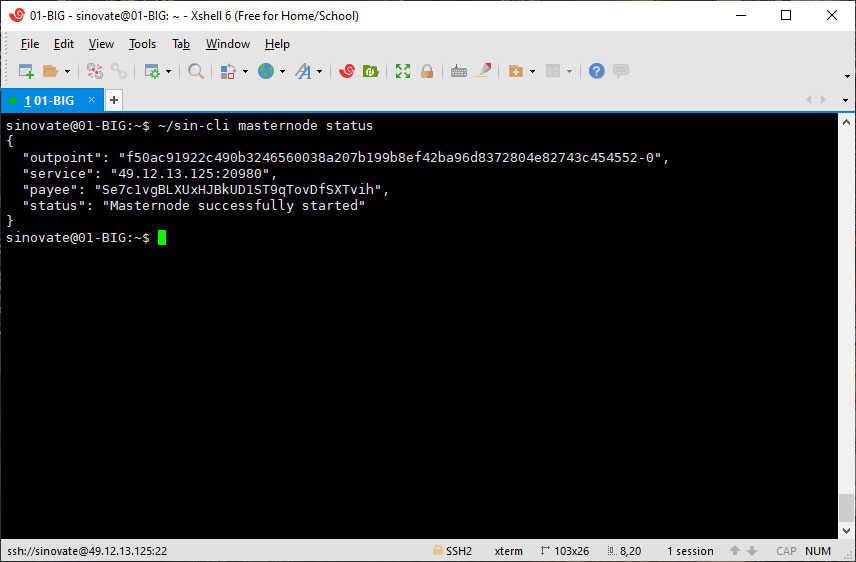 01-BIG - sinovate@01-BIG: ~ - Xshell 6 (Free for Home/School)
File Edit View Tools Tab Window Help
1 01-BIG × +
sinovate@01-BIG:~$ ~/sin-cli masternode status
{
  "outpoint": "f50ac91922c490b3246560038a207b199b8ef42ba96d8372804e82743c454552-0",
  "service": "49.12.13.125:20980",
  "payee": "Se7c1vgBLXUxHJBkUD1ST9qTovDfSXTvih",
  "status": "Masternode successfully started"
}
sinovate@01-BIG:~$
ssh://sinovate@49.12.13.125:22 SSH2 xterm 103x26 8,20 1 session CAP NUM